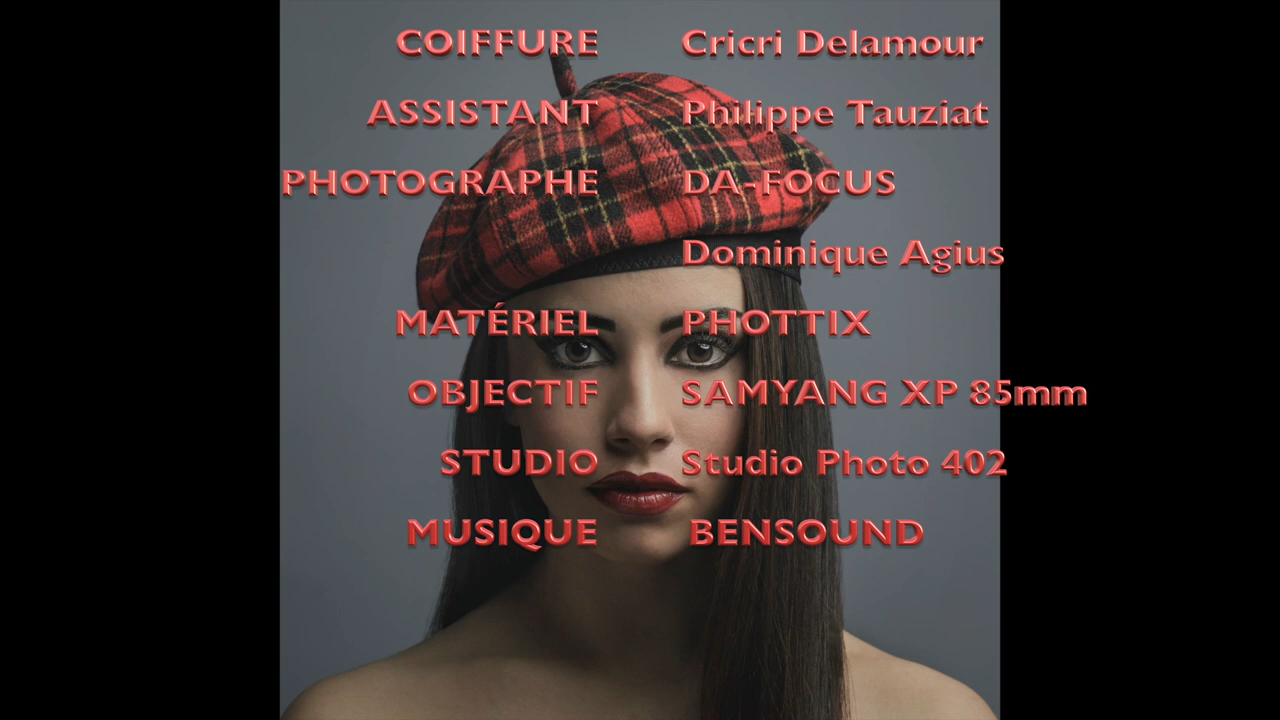 COIFFURE Cricri Delamour
ASSISTANT Philippe Tauziat
PHOTOGRAPHE DA-FOCUS
Dominique Agius
MATÉRIEL PHOTTIX
OBJECTIF SAMYANG XP 85mm
STUDIO Studio Photo 402
MUSIQUE BENSOUND